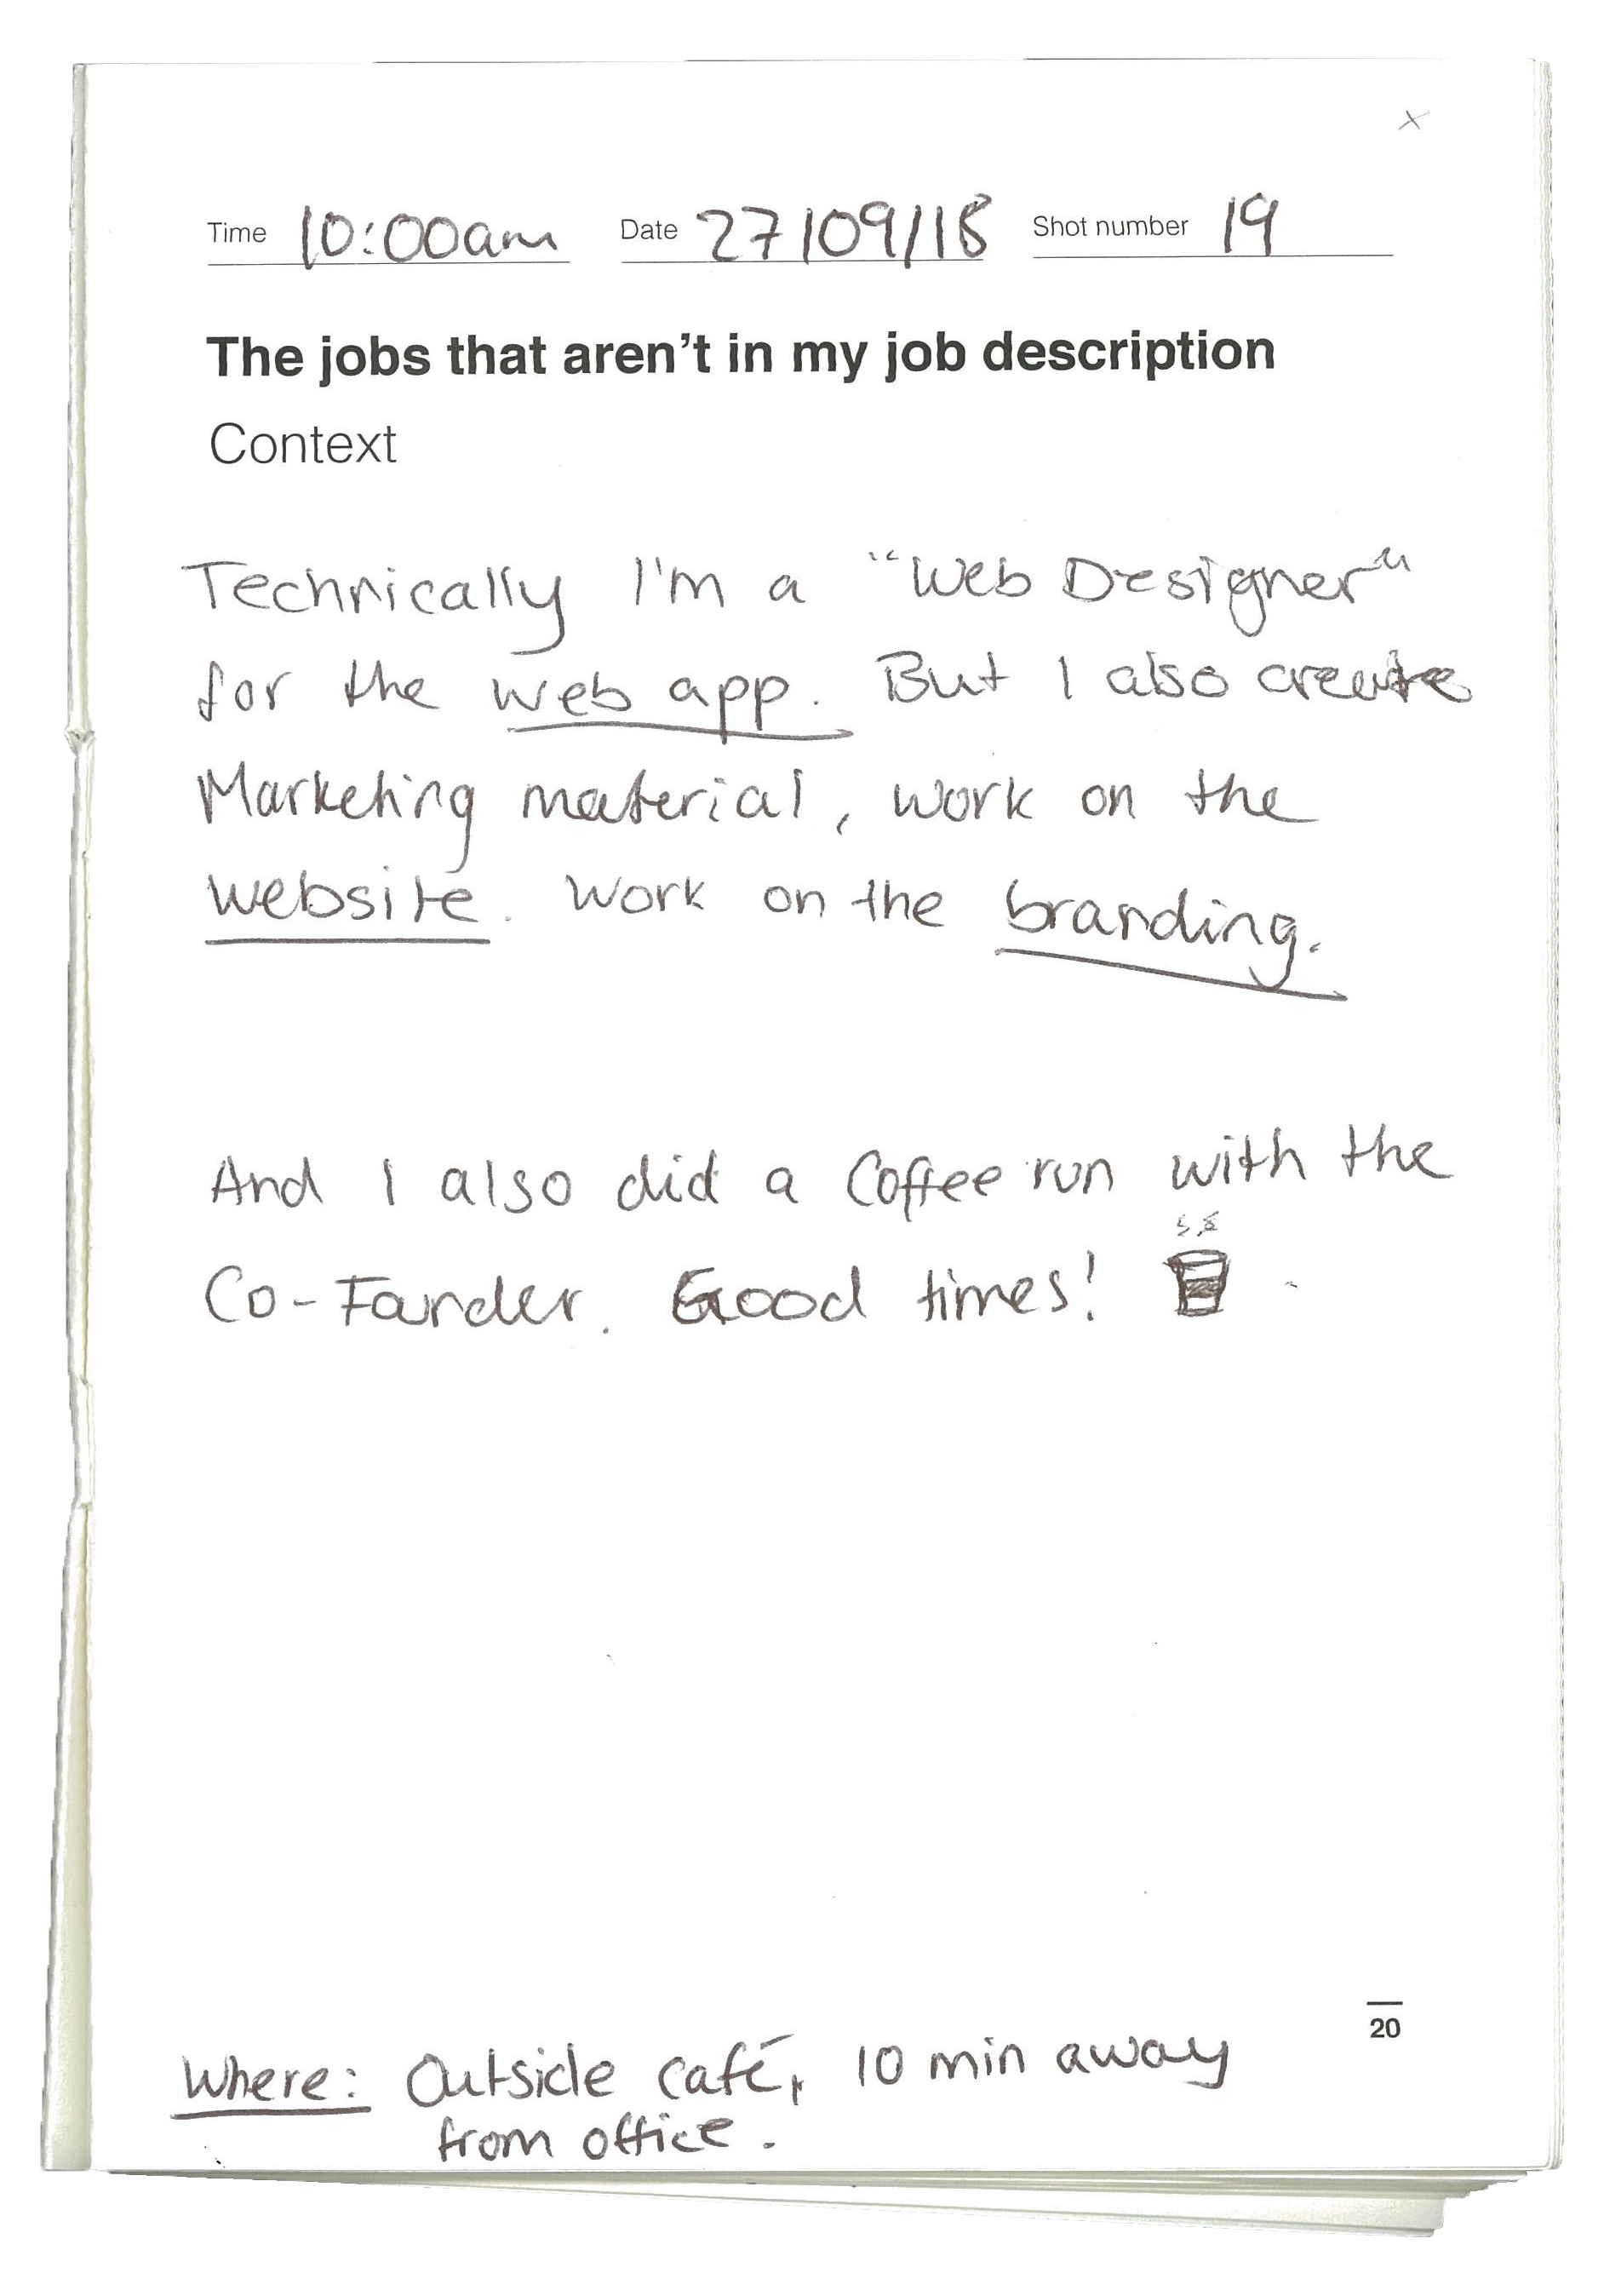 Time 10:00am Date 27/09/18 Shot number 19
The jobs that aren't in my job description
Context
Technically I'm a "Web Designer"
for the web app. But I also create
Marketing material, work on the
website. Work on the branding.
And I also did a Coffee run with the
Co-Founder. Good times!
20
Where: Outside café, 10 min away
from office.